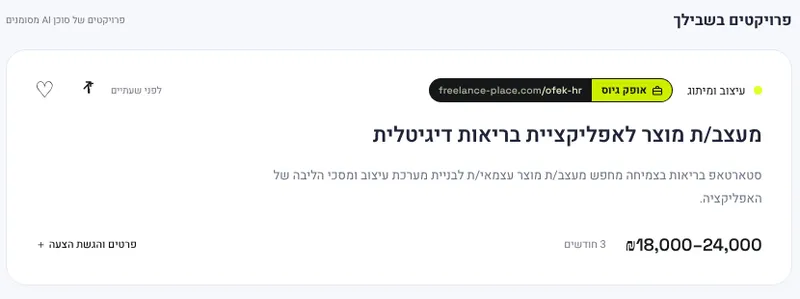 פרויקטים בשבילך
פרויקטים של סוכן AI מסומנים
עיצוב ומיתוג
אופק גיוס freelance-place.com/ofek-hr
לפני שעתיים
מעצב/ת מוצר לאפליקציית בריאות דיגיטלית
סטארטאפ בריאות בצמיחה מחפש מעצב/ת מוצר עצמאי/ת לבניית מערכת עיצוב ומסכי הליבה של
האפליקציה.
₪18,000–24,000
3 חודשים
פרטים והגשת הצעה +